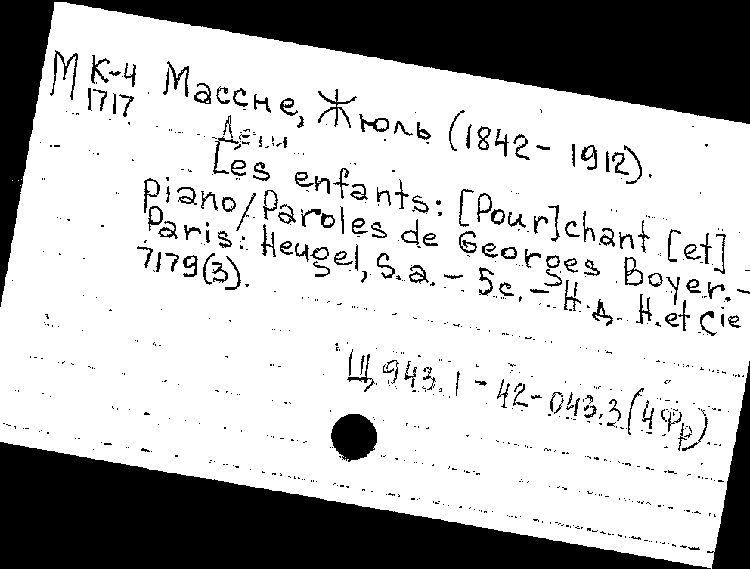 М К-4 Массне, Жюль (1842 - 1912).
1717
Дети
Les enfants: [Pour] chant [et]
piano/Paroles de Georges Boyer. -
Paris: Heugel, S.a. - 5c. - Н.д. H. et Cie
7179(3).
Ц 943.1 - 42-043.3(4Фр)